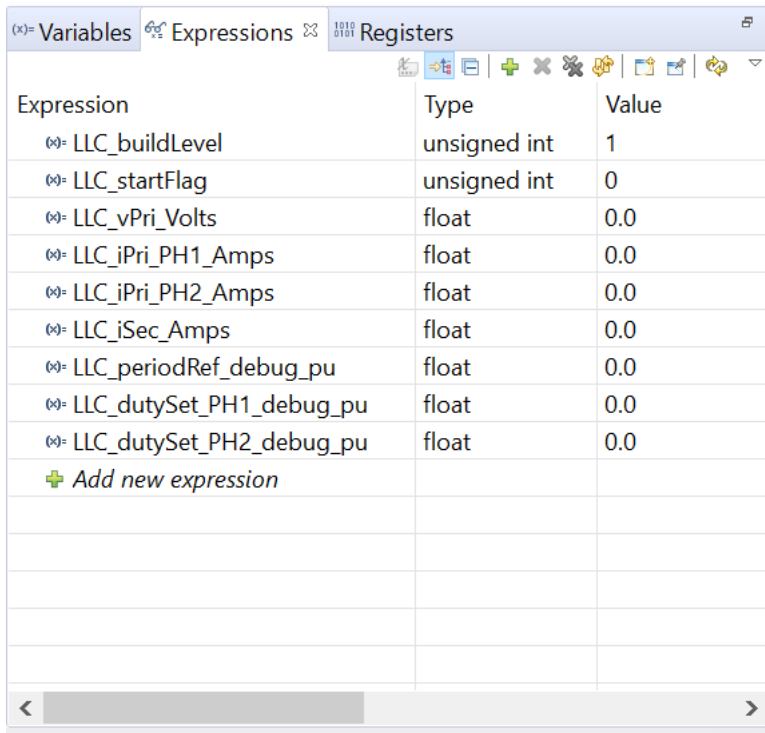 (x)= Variables Expressions Registers
Expression Type Value
(x)= LLC_buildLevel unsigned int 1
(x)= LLC_startFlag unsigned int 0
(x)= LLC_vPri_Volts float 0.0
(x)= LLC_iPri_PH1_Amps float 0.0
(x)= LLC_iPri_PH2_Amps float 0.0
(x)= LLC_iSec_Amps float 0.0
(x)= LLC_periodRef_debug_pu float 0.0
(x)= LLC_dutySet_PH1_debug_pu float 0.0
(x)= LLC_dutySet_PH2_debug_pu float 0.0
Add new expression